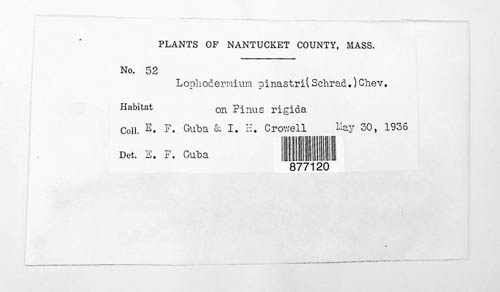 PLANTS OF NANTUCKET COUNTY, MASS.
No. 52
Lophodermium pinastri(Schrad.)Chev.
Habitat on Pinus rigida
Coll. E. F. Guba & I. H. Crowell May 30, 1936
Det. E. F. Guba
877120